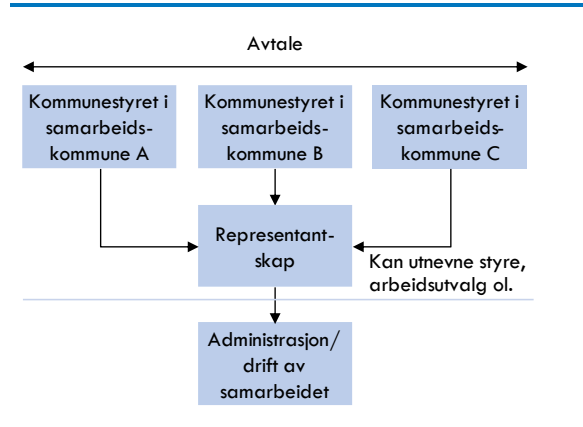 Avtale
Kommunestyret i
samarbeids-
kommune A
Kommunestyret i
samarbeids-
kommune B
Kommunestyret i
samarbeids-
kommune C
Representant-
skap
Kan utnevne styre,
arbeidsutvalg ol.
Administrasjon/
drift av
samarbeidet